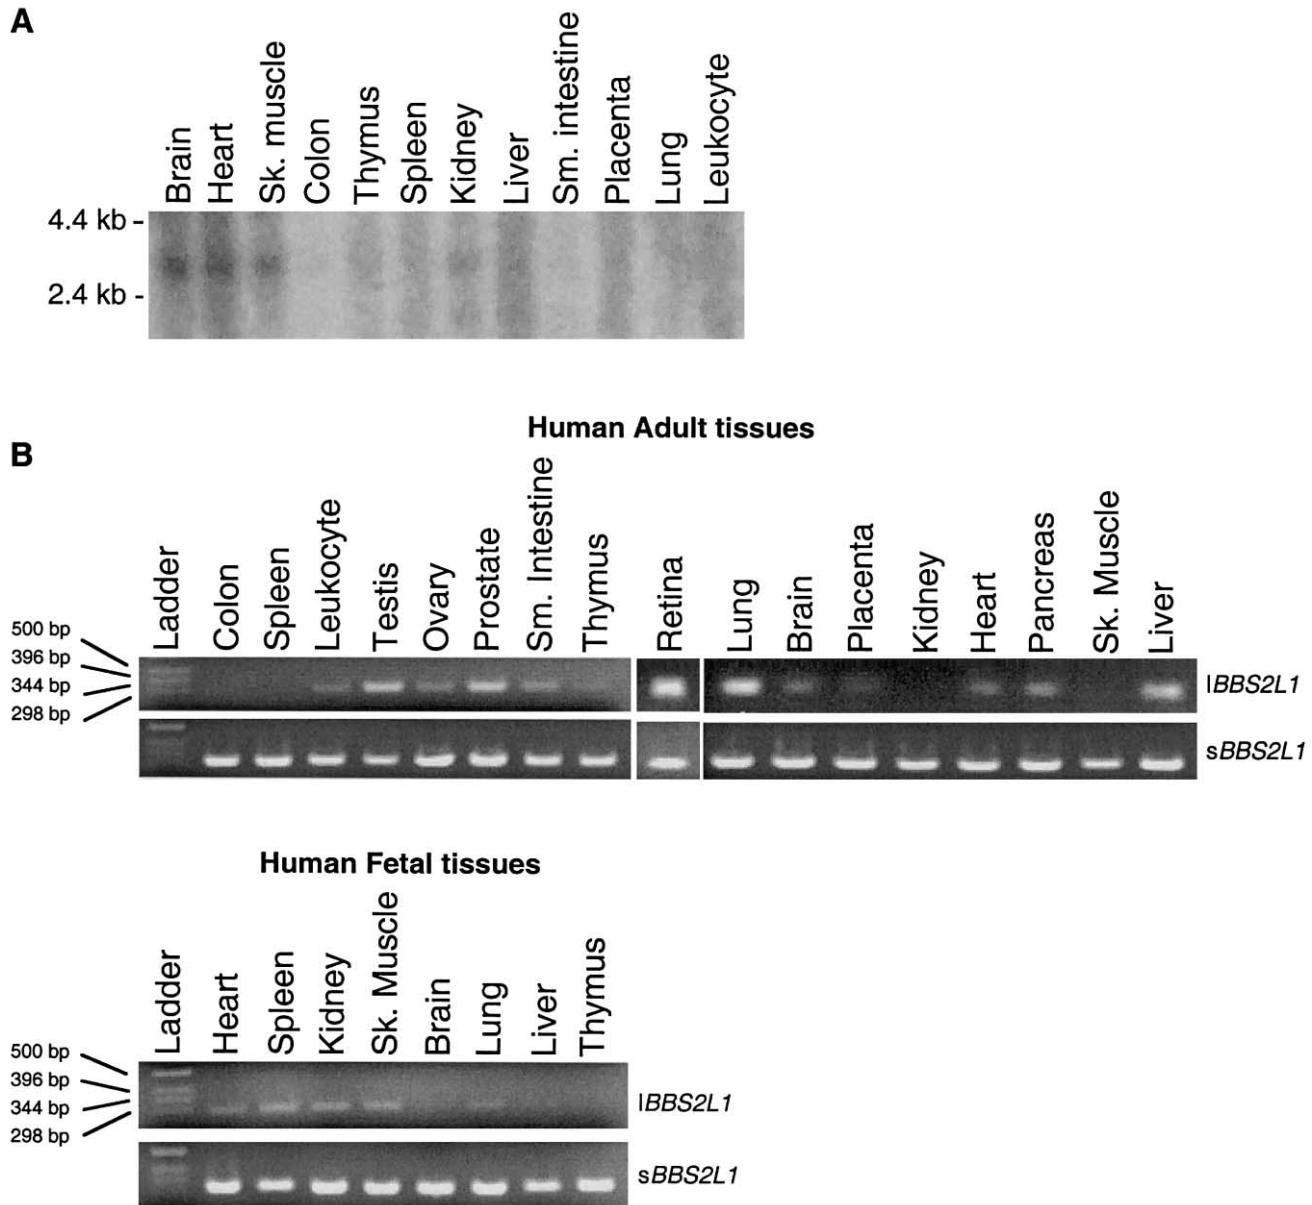 A
Brain Heart Sk. muscle Colon Thymus Spleen Kidney Liver Sm. intestine Placenta Lung Leukocyte
4.4 kb -
2.4 kb -
Human Adult tissues
B
Ladder Colon Spleen Leukocyte Testis Ovary Prostate Sm. Intestine Thymus Retina Lung Brain Placenta Kidney Heart Pancreas Sk. Muscle Liver
500 bp
396 bp
344 bp
298 bp
lBBS2L1
sBBS2L1
Human Fetal tissues
Ladder Heart Spleen Kidney Sk. Muscle Brain Lung Liver Thymus
500 bp
396 bp
344 bp
298 bp
lBBS2L1
sBBS2L1